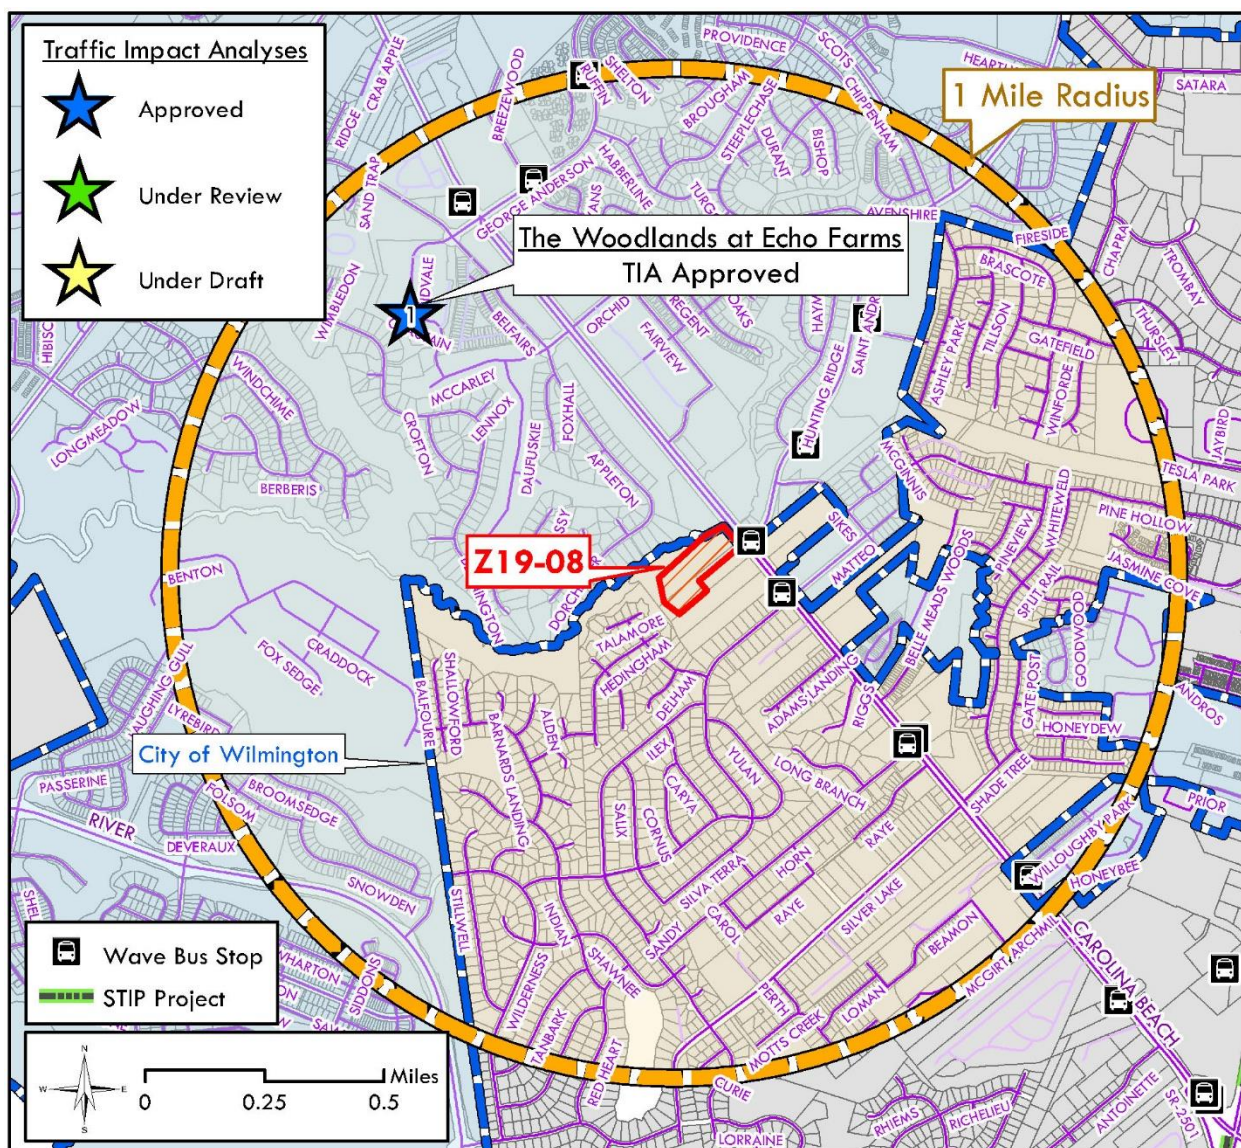 Traffic Impact Analyses
Approved
Under Review
Under Draft
1 Mile Radius
The Woodlands at Echo Farms
TIA Approved
1
Z19-08
City of Wilmington
Wave Bus Stop
STIP Project
N
W
E
S
Miles
0
0.25
0.5
PROVIDENCE
SCOTS
CHIPPENHAM
SATARA
RIDGE
CRAB APPLE
BREEZEWOOD
RUFFIN
SHELTON
BROUGHAM
STEEPLECHASE
DURANT
BISHOP
SAND TRAP
GEORGE ANDERSON
HABBERLINE
AVENSHIRE
FIRESIDE
CHAPRA
TROMBAY
THURSLEY
WIMBLEDON
BELFAIRS
ORCHID
REGENT
OAKS
FAIRVIEW
BRASCOTE
TILSON
GATEFIELD
ASHLEY PARK
WINFORDE
JAYBIRD
TESLA PARK
WINDCHIME
LONGMEADOW
BERBERIS
MCCARLEY
LENNOX
CROFTON
DAUFUSKIE
FOXHALL
APPLETON
HUNTING RIDGE
MCGINNIS
SIKES
MATTEO
WHITEWELD
PINEVIEW
PINE HOLLOW
JASMINE COVE
SPLIT RAIL
GOODWOOD
BELLE MEADS WOODS
GATE POST
HONEYDEW
ANDROS
BENTON
CRADDOCK
FOX SEDGE
LAUGHING GULL
LYREBIRD
TALAMORE
HEDINGHAM
DELHAM
ADAMS LANDING
RIGGS
SHALLOWFORD
BALFOURE
BARNARDS LANDING
ALDEN
ILEX
YULAN
CARYA
CORNUS
SALIX
LONG BRANCH
SHADE TREE
PRIOR
PASSERINE
RIVER
FOLSOM
BROOMSEDGE
DEVERAUX
SNOWDEN
STILLWELL
SILVA TERRA
HORN
RAYE
RAYE
CAROL
SANDY
SILVER LAKE
BEAMON
WILLOUGHBY PARK
HONEYBEE
INDIAN
SHAWNEE
WILDERNESS
TANBARK
RED HEART
WHARTON
SIDDONS
PERTH
MOTTS CREEK
LOMAN
MCGIRT ARCHMIL
CAROLINA BEACH
CURIE
LORRAINE
RHIEMS
RICHELIEU
ANTOINETTE
SR-2501